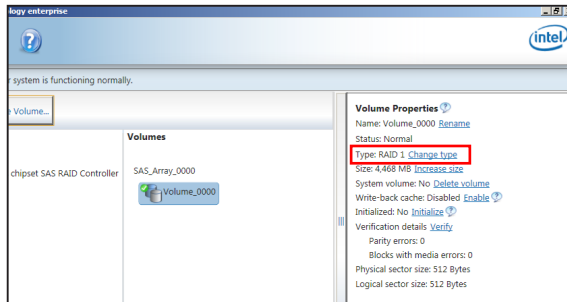 ology enterprise
intel
r system is functioning normally.
e Volume...
Volumes
chipset SAS RAID Controller
SAS_Array_0000
Volume_0000
Volume Properties
Name: Volume_0000 Rename
Status: Normal
Type: RAID 1 Change type
Size: 4,468 MB Increase size
System volume: No Delete volume
Write-back cache: Disabled Enable
Initialized: No Initialize
Verification details Verify
Parity errors: 0
Blocks with media errors: 0
Physical sector size: 512 Bytes
Logical sector size: 512 Bytes